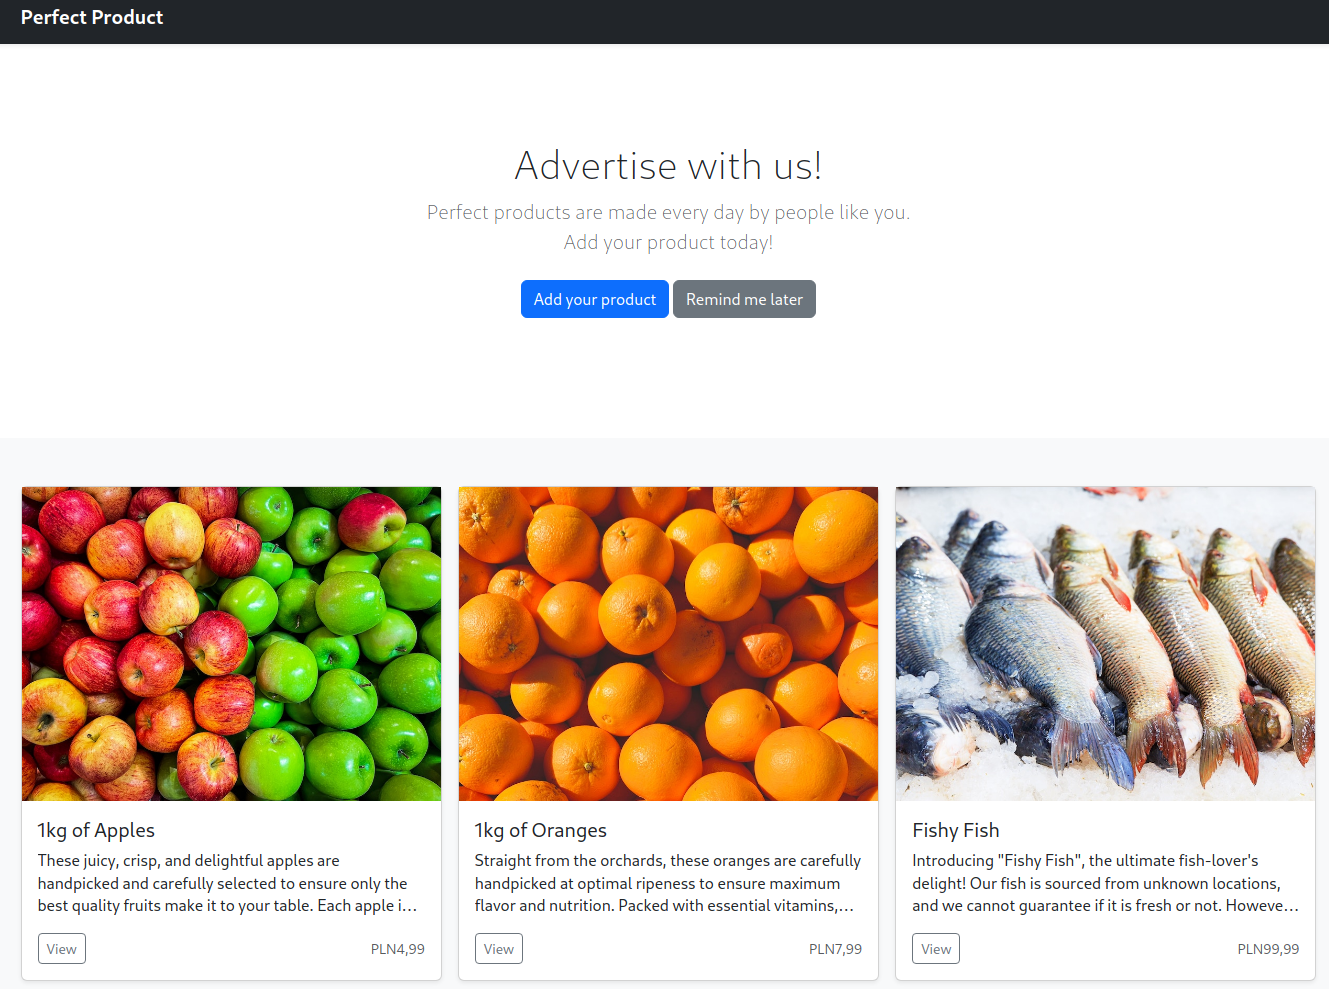 Perfect Product
Advertise with us!
Perfect products are made every day by people like you.
Add your product today!
Add your product
Remind me later
1kg of Apples
These juicy, crisp, and delightful apples are
handpicked and carefully selected to ensure only the
best quality fruits make it to your table. Each apple i…
View
PLN4,99
1kg of Oranges
Straight from the orchards, these oranges are carefully
handpicked at optimal ripeness to ensure maximum
flavor and nutrition. Packed with essential vitamins,…
View
PLN7,99
Fishy Fish
Introducing "Fishy Fish", the ultimate fish-lover's
delight! Our fish is sourced from unknown locations,
and we cannot guarantee if it is fresh or not. Howeve…
View
PLN99,99